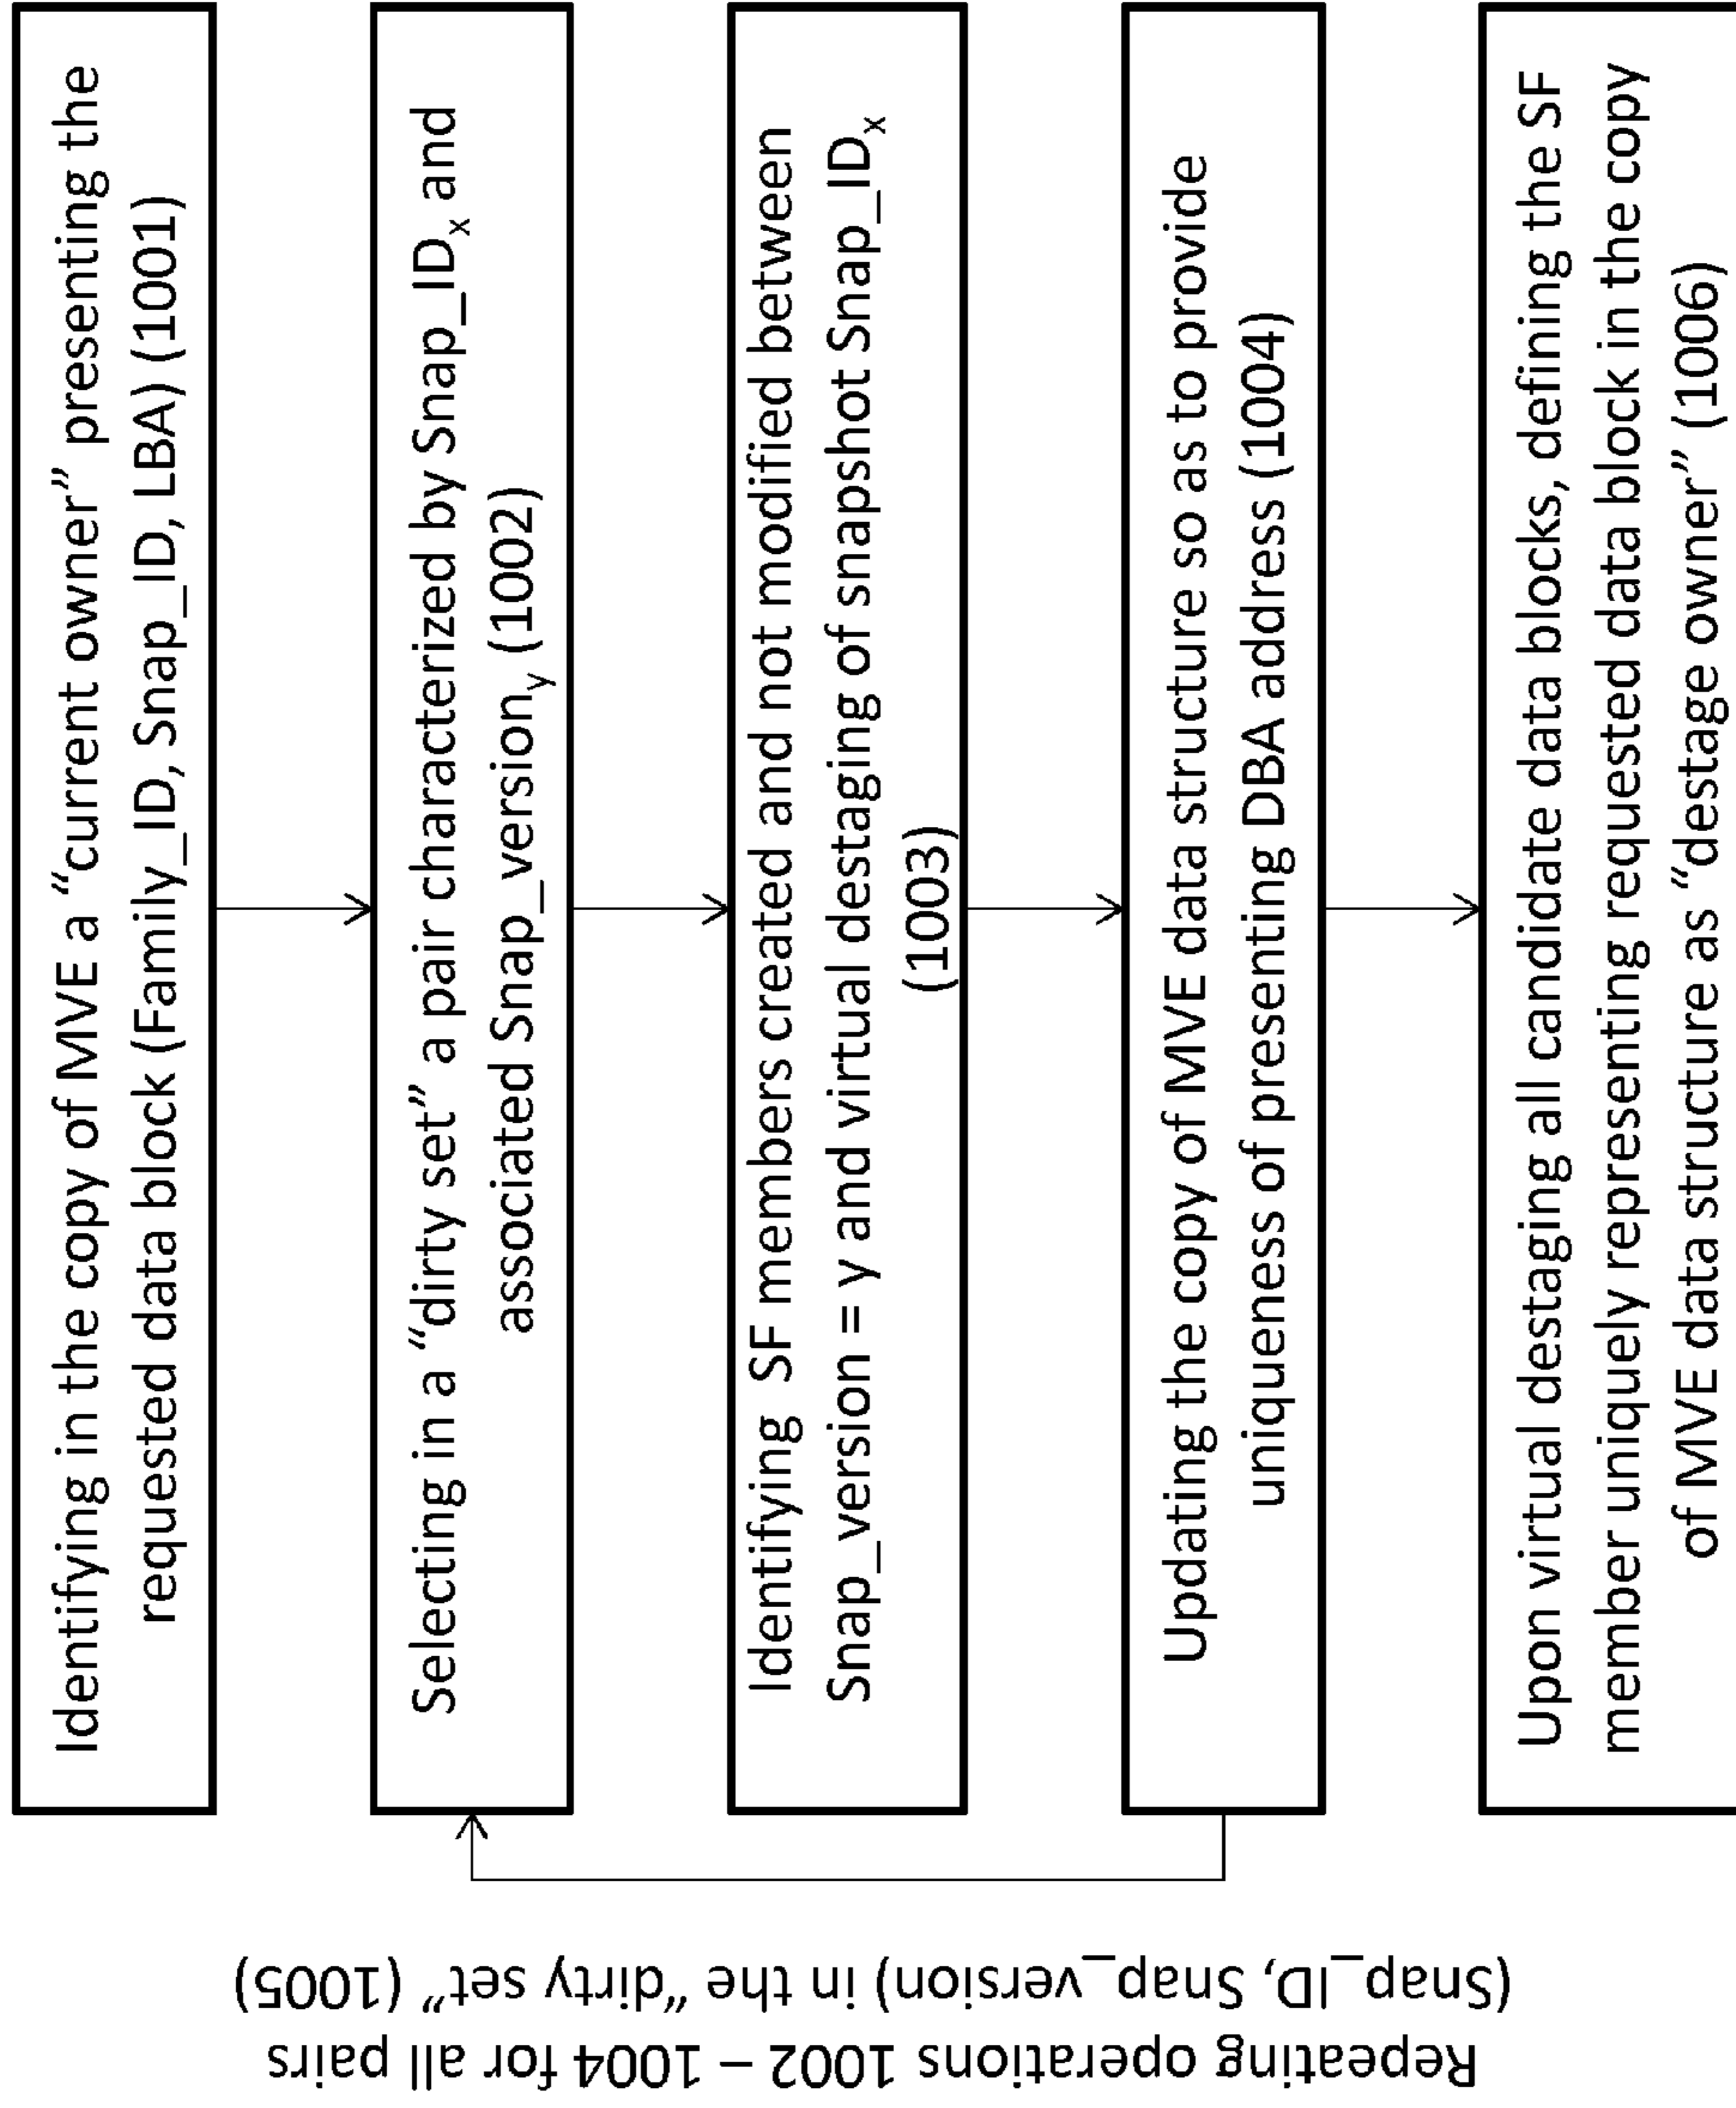 Identifying in the copy of MVE a “current owner” presenting the
requested data block (Family_ID, Snap_ID, LBA) (1001)
Selecting in a “dirty set” a pair characterized by Snap_IDx and
associated Snap_versiony (1002)
Identifying SF members created and not modified between
Snap_version = y and virtual destaging of snapshot Snap_IDx
(1003)
Updating the copy of MVE data structure so as to provide
uniqueness of presenting DBA address (1004)
Repeating operations 1002 – 1004 for all pairs
(Snap_ID, Snap_version) in the “dirty set” (1005)
Upon virtual destaging all candidate data blocks, defining the SF
member uniquely representing requested data block in the copy
of MVE data structure as “destage owner” (1006)